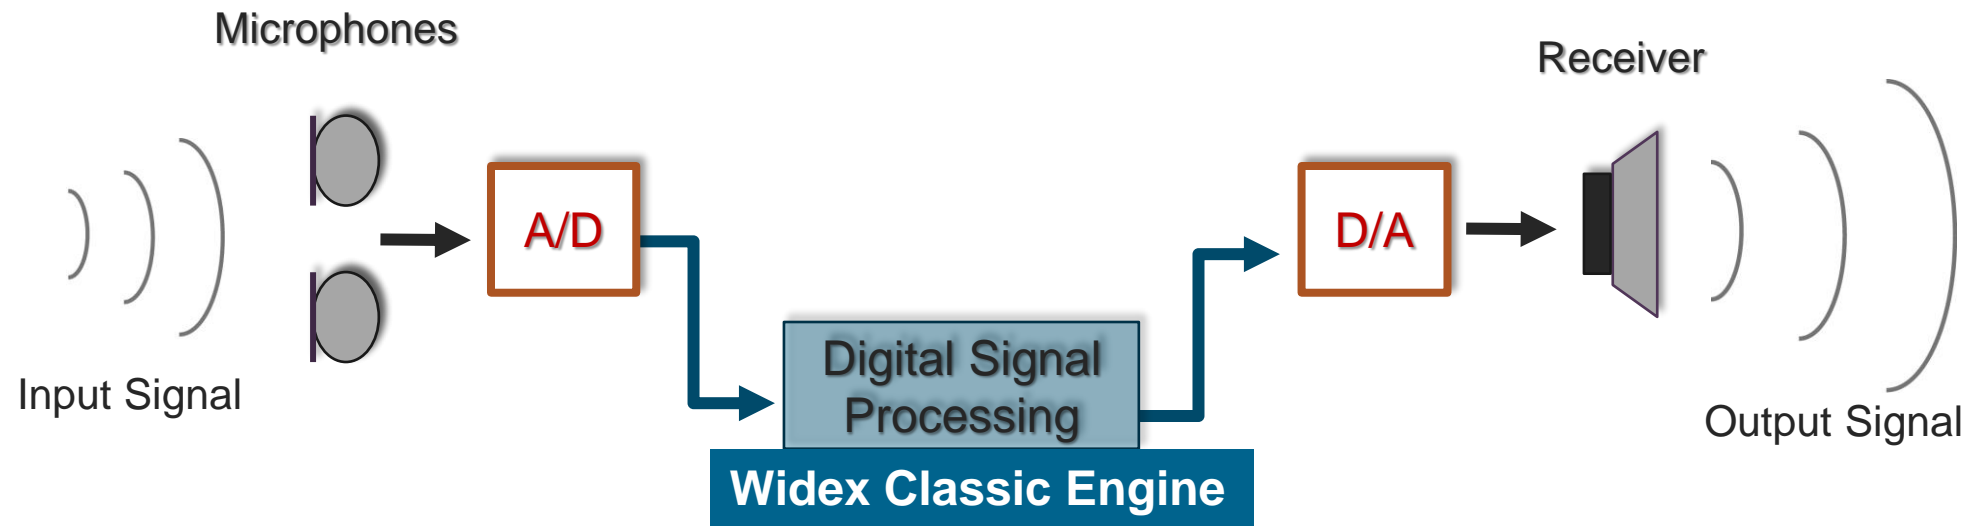 Microphones
Receiver
A/D
D/A
Digital Signal
Processing
Input Signal
Output Signal
Widex Classic Engine